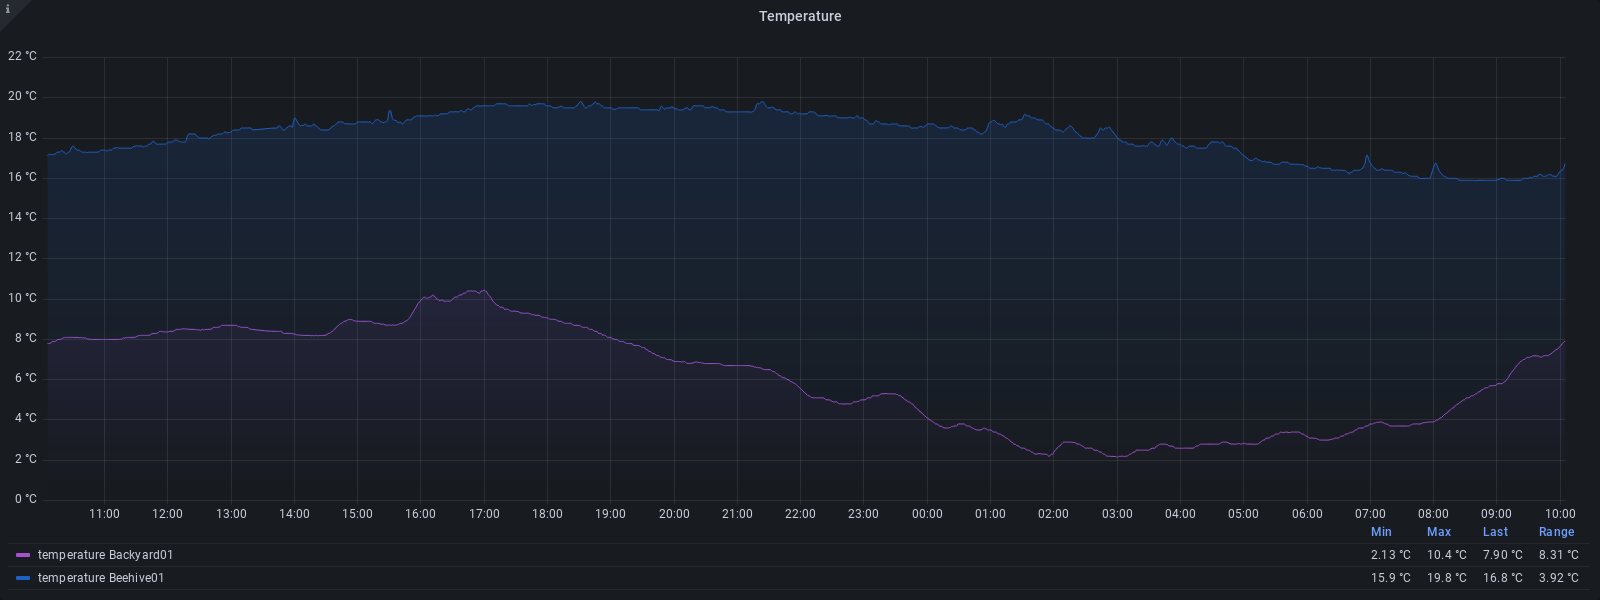 i
Temperature
22 °C
20 °C
18 °C
16 °C
14 °C
12 °C
10 °C
8 °C
6 °C
4 °C
2 °C
0 °C
11:00 12:00 13:00 14:00 15:00 16:00 17:00 18:00 19:00 20:00 21:00 22:00 23:00 00:00 01:00 02:00 03:00 04:00 05:00 06:00 07:00 08:00 09:00 10:00
Min Max Last Range
temperature Backyard01 2.13 °C 10.4 °C 7.90 °C 8.31 °C
temperature Beehive01 15.9 °C 19.8 °C 16.8 °C 3.92 °C